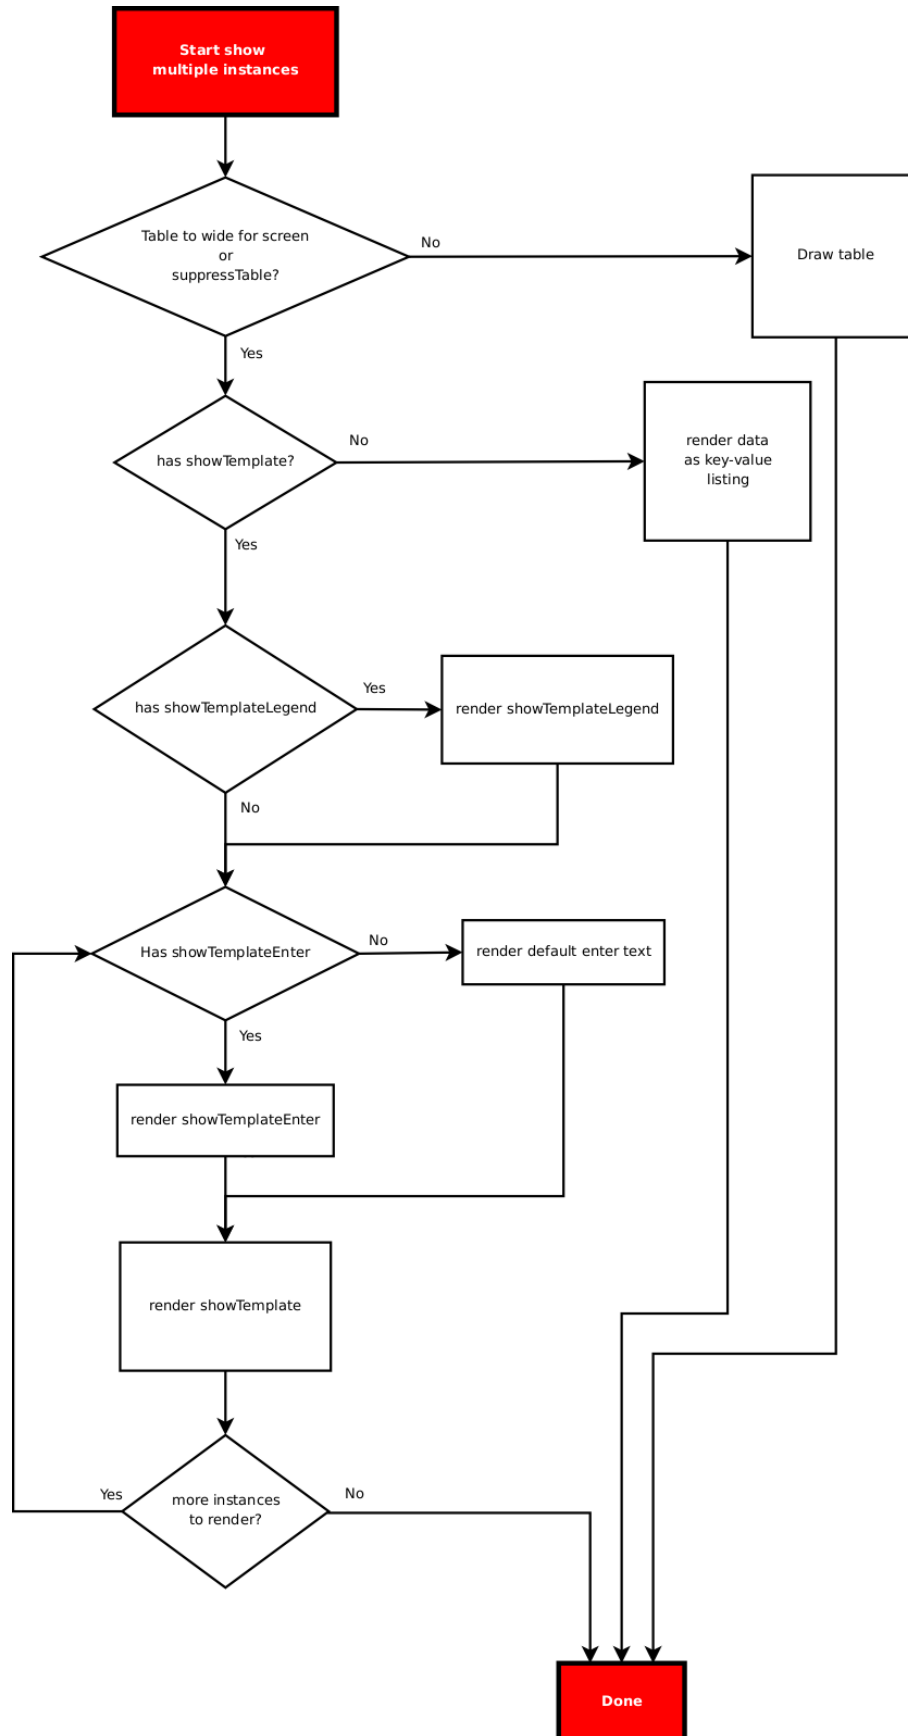 Start show
multiple instances
Table to wide for screen
or
suppressTable?
No
Draw table
Yes
has showTemplate?
No
render data
as key-value
listing
Yes
has showTemplateLegend
Yes
render showTemplateLegend
No
Has showTemplateEnter
No
render default enter text
Yes
render showTemplateEnter
render showTemplate
more instances
to render?
Yes
No
Done